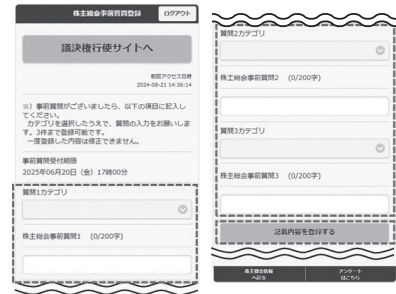 株主総会事前質問登録
ログアウト
議決権行使サイトへ
前回アクセス日時
2024-08-21 14:36:14
※）事前質問がございましたら、以下の項目に記入し
てください。
カテゴリを選択したうえで、質問の入力をお願いしま
す。3件まで登録可能です。
一度登録した内容は修正できません。
事前質問受付期限
2025年06月20日（金）17時00分
質問1カテゴリ
株主総会事前質問1 （0/200字）
質問2カテゴリ
株主総会事前質問2 （0/200字）
質問3カテゴリ
株主総会事前質問3 （0/200字）
記載内容を登録する
株主総会情報
へ戻る
アンケート
はこちら